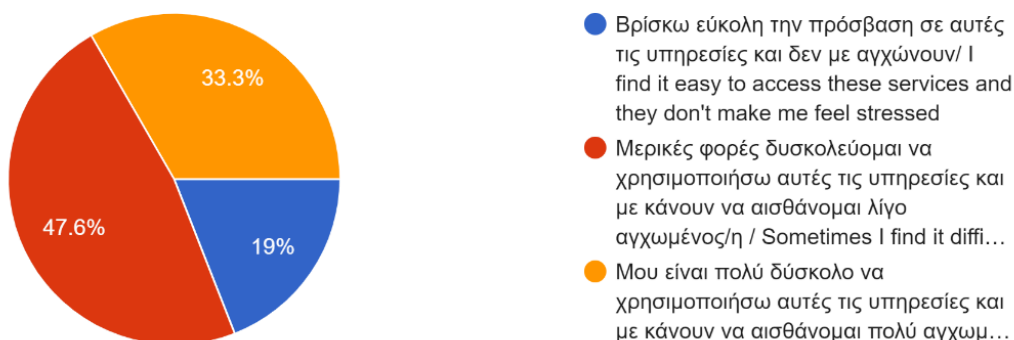 33.3%
47.6%
19%
Βρίσκω εύκολη την πρόσβαση σε αυτές
τις υπηρεσίες και δεν με αγχώνουν/ I
find it easy to access these services and
they don't make me feel stressed
Μερικές φορές δυσκολεύομαι να
χρησιμοποιήσω αυτές τις υπηρεσίες και
με κάνουν να αισθάνομαι λίγο
αγχωμένος/η / Sometimes I find it diffi…
Μου είναι πολύ δύσκολο να
χρησιμοποιήσω αυτές τις υπηρεσίες και
με κάνουν να αισθάνομαι πολύ αγχωμ…